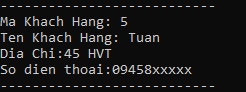 ----------------------------
Ma Khach Hang: 5
Ten Khach Hang: Tuan
Dia Chi:45 HVT
So dien thoai:09458xxxxx
----------------------------